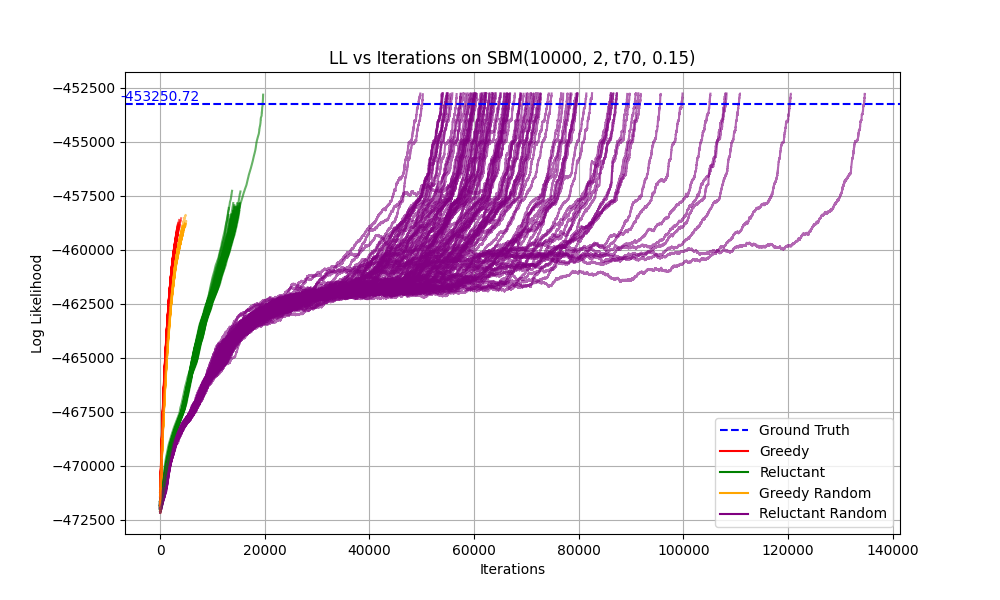 LL vs Iterations on SBM(10000, 2, t70, 0.15)
−452500
-453250.72
−455000
−457500
−460000
−462500
−465000
−467500
−470000
−472500
Log Likelihood
Ground Truth
Greedy
Reluctant
Greedy Random
Reluctant Random
0 20000 40000 60000 80000 100000 120000 140000
Iterations